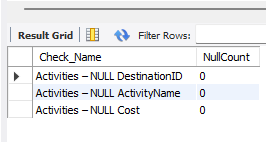 Result Grid Filter Rows:
Check_Name NullCount
Activities – NULL DestinationID 0
Activities – NULL ActivityName 0
Activities – NULL Cost 0